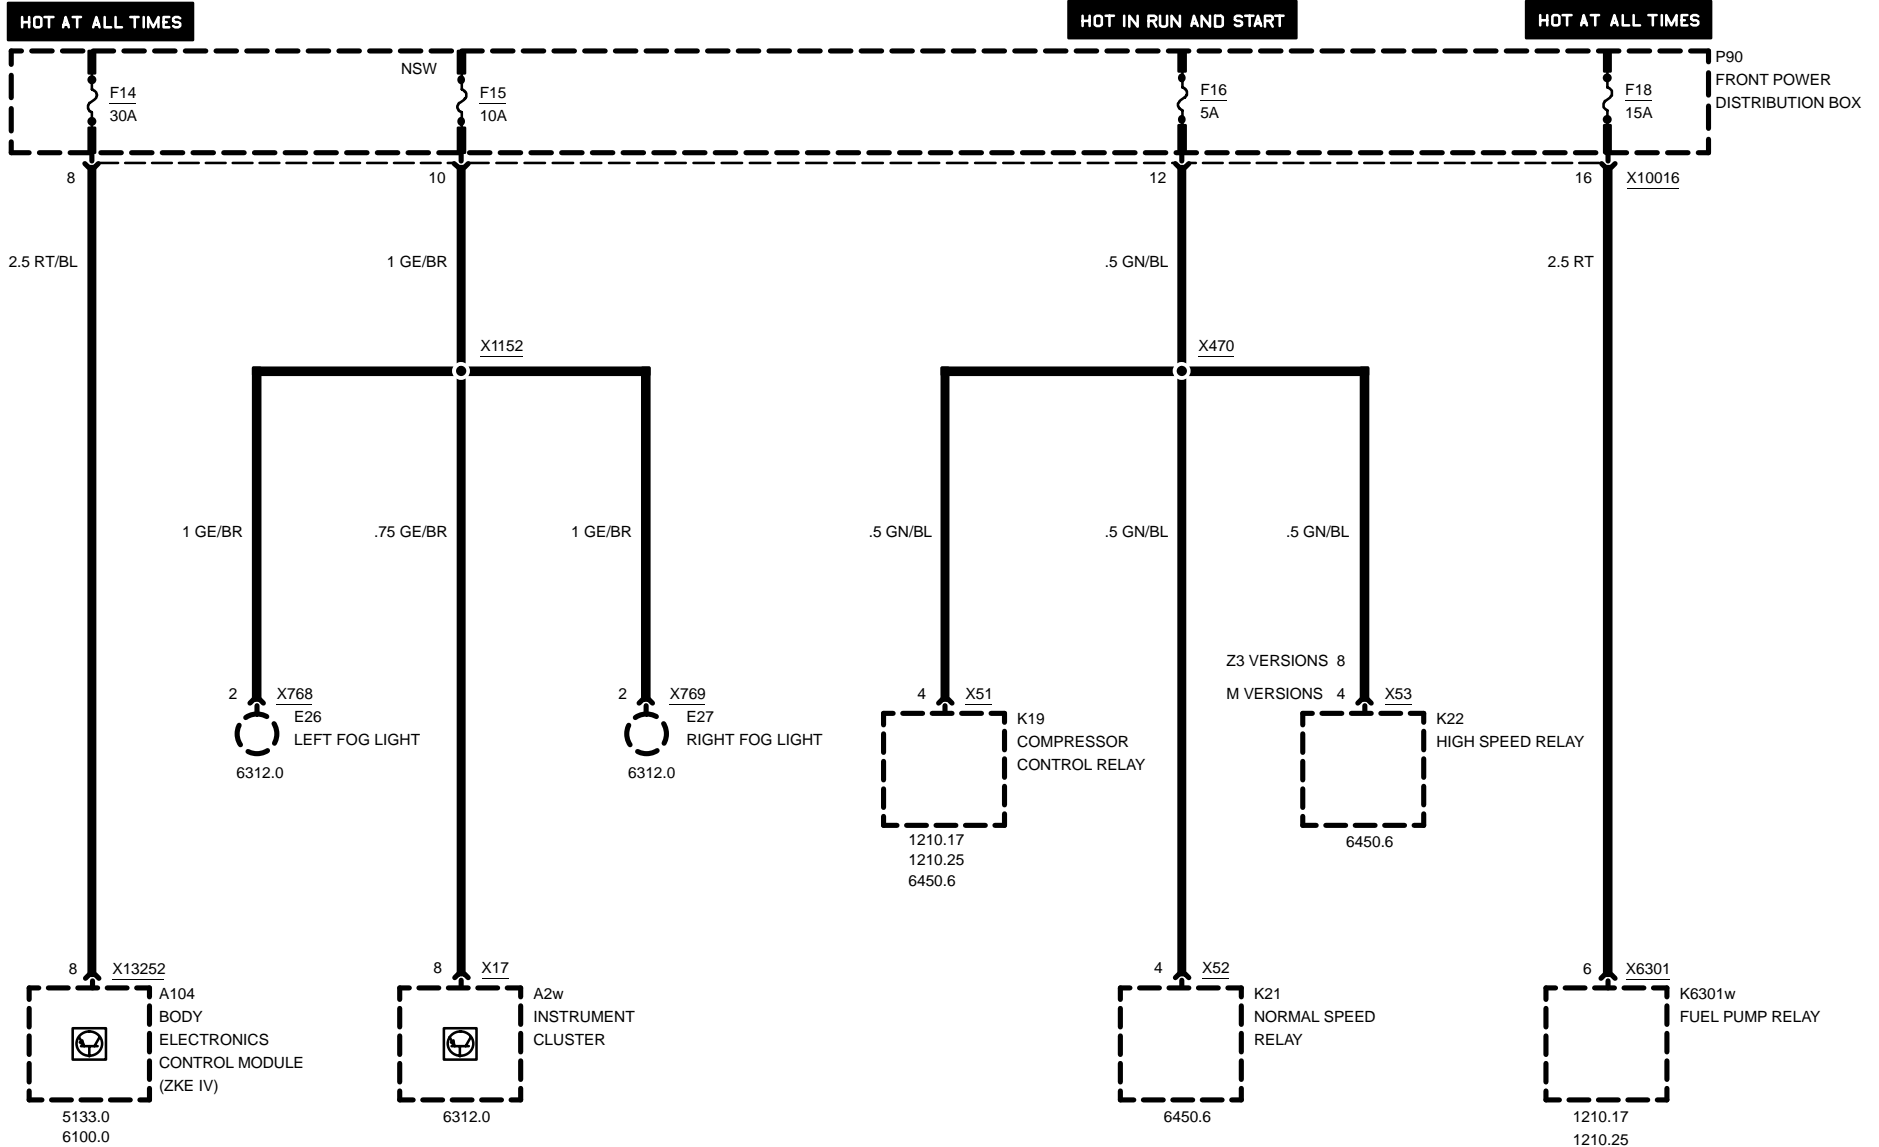 HOT AT ALL TIMES
HOT IN RUN AND START
HOT AT ALL TIMES
P90
FRONT POWER
DISTRIBUTION BOX
F14
30A
NSW
F15
10A
F16
5A
F18
15A
8
10
12
16
X10016
2.5 RT/BL
1 GE/BR
.5 GN/BL
2.5 RT
X1152
X470
1 GE/BR
.75 GE/BR
1 GE/BR
.5 GN/BL
.5 GN/BL
.5 GN/BL
Z3 VERSIONS 8
M VERSIONS 4
X53
2
X768
E26
LEFT FOG LIGHT
6312.0
2
X769
E27
RIGHT FOG LIGHT
6312.0
4
X51
K19
COMPRESSOR
CONTROL RELAY
1210.17
1210.25
6450.6
K22
HIGH SPEED RELAY
6450.6
8
X13252
A104
BODY
ELECTRONICS
CONTROL MODULE
(ZKE IV)
5133.0
6100.0
8
X17
A2w
INSTRUMENT
CLUSTER
6312.0
4
X52
K21
NORMAL SPEED
RELAY
6450.6
6
X6301
K6301w
FUEL PUMP RELAY
1210.17
1210.25